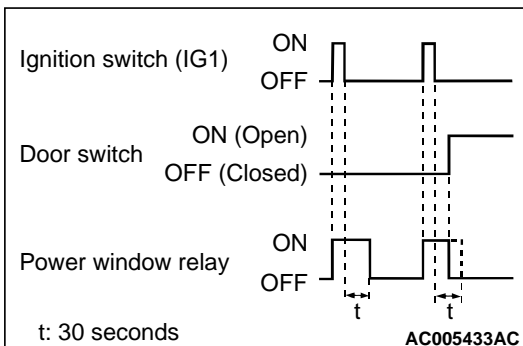 Ignition switch (IG1)
ON
OFF
Door switch
ON (Open)
OFF (Closed)
Power window relay
ON
OFF
t
t
t: 30 seconds
AC005433AC